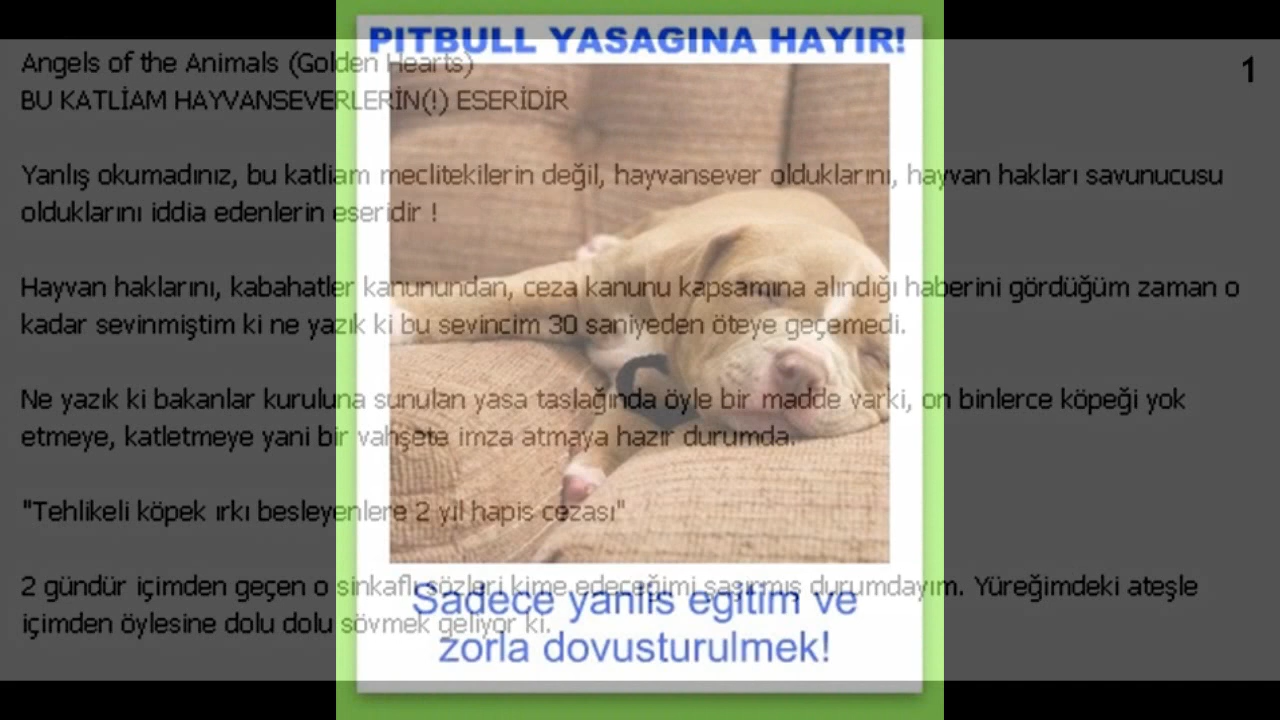 PITBULL YASAGINA HAYIR!
1
Angels of the Animals (Golden Hearts)
BU KATLİAM HAYVANSEVERLERİN(!) ESERİDİR
Yanlış okumadınız, bu katliam meclitekilerin değil, hayvansever olduklarını, hayvan hakları savunucusu
olduklarını iddia edenlerin eseridir !
Hayvan haklarını, kabahatler kanunundan, ceza kanunu kapsamına alındığı haberini gördüğüm zaman o
kadar sevinmiştim ki ne yazık ki bu sevincim 30 saniyeden öteye geçemedi.
Ne yazık ki bakanlar kuruluna sunulan yasa taslağında öyle bir madde varki, on binlerce köpeği yok
etmeye, katletmeye yani bir vahşete imza atmaya hazır durumda.
"Tehlikeli köpek ırkı besleyenlere 2 yil hapis cezası"
2 gündür içimden geçen o sinkaflı sözleri kime edeceğimi şaşırmış durumdayım. Yüreğimdeki ateşle
içimden öylesine dolu dolu sövmek geliyor ki.
Sadece yanlis egitim ve
zorla dovusturulmek!